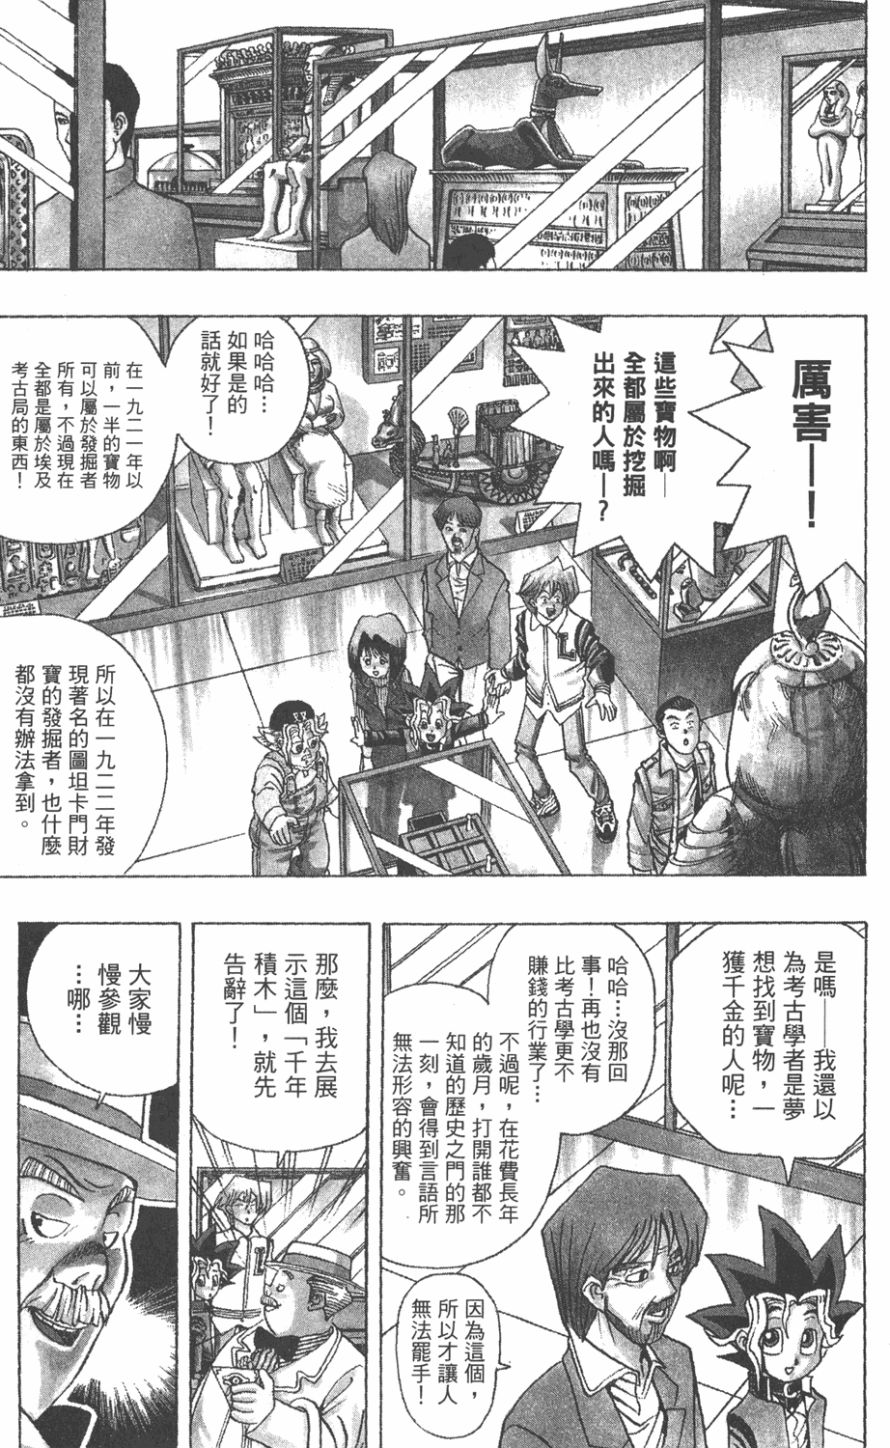 厲害—！
這些寶物啊—
全都屬於挖掘
出來的人嗎—？
哈哈哈…
如果是的
話就好了！
在一九二一年以
前，一半的寶物
可以屬於發掘者
所有，不過現在
全都是屬於埃及
考古局的東西！
所以在一九二二年發
現著名的圖坦卡門財
寶的發掘者，也什麼
都沒有辦法拿到。
L
是嗎——我還以
為考古學者是夢
想找到寶物，一
獲千金的人呢…
哈哈…沒那回
事！再也沒有
比考古學更不
賺錢的行業了…
不過呢，在花費長年
的歲月，打開誰都不
知道的歷史之門的那
一刻，會得到言語所
無法形容的興奮。
因為這個，
所以才讓人
無法罷手！
那麼，我去展
示這個「千年
積木」，就先
告辭了！
L
大家慢
慢參觀
…哪…